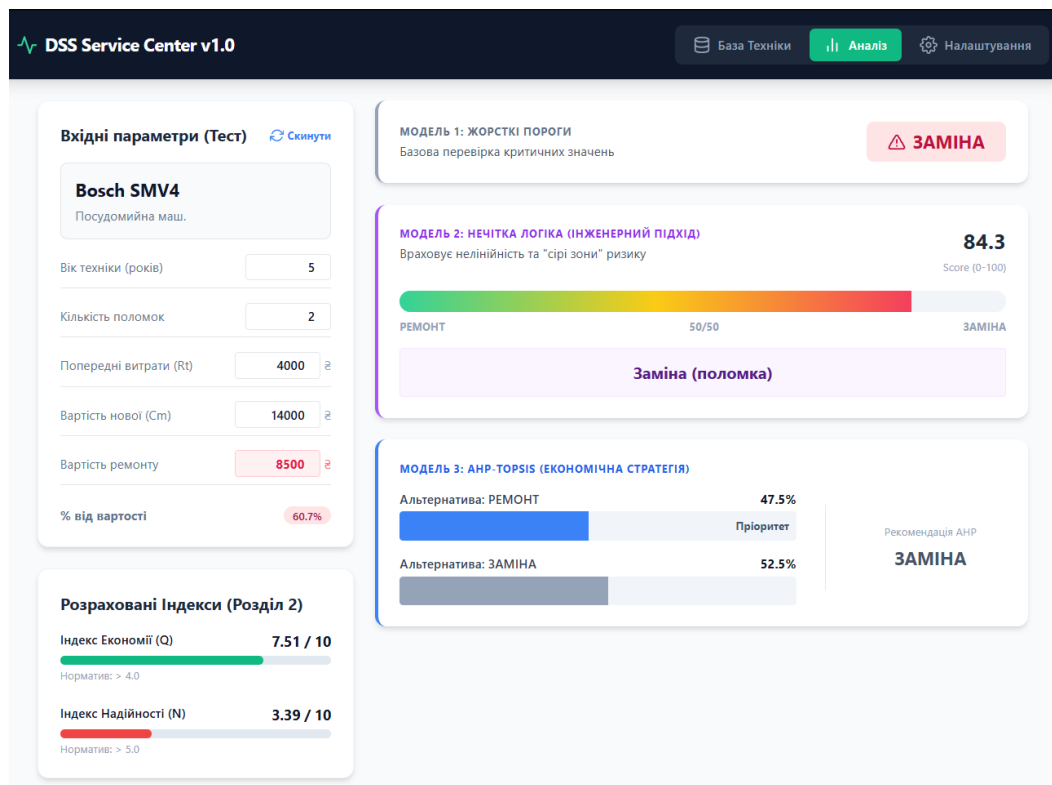 DSS Service Center v1.0
База Техніки
Аналіз
Налаштування
Вхідні параметри (Тест)
Скинути
Bosch SMV4
Посудомийна маш.
Вік техніки (років)
5
Кількість поломок
2
Попередні витрати (Rt)
4000 ₴
Вартість нової (Cm)
14000 ₴
Вартість ремонту
8500 ₴
% від вартості
60.7%
Розраховані Індекси (Розділ 2)
Індекс Економії (Q)
7.51 / 10
Норматив: > 4.0
Індекс Надійності (N)
3.39 / 10
Норматив: > 5.0
МОДЕЛЬ 1: ЖОРСТКІ ПОРОГИ
Базова перевірка критичних значень
ЗАМІНА
МОДЕЛЬ 2: НЕЧІТКА ЛОГІКА (ІНЖЕНЕРНИЙ ПІДХІД)
Враховує нелінійність та "сірі зони" ризику
84.3
Score (0-100)
РЕМОНТ
50/50
ЗАМІНА
Заміна (поломка)
МОДЕЛЬ 3: AHP-TOPSIS (ЕКОНОМІЧНА СТРАТЕГІЯ)
Альтернатива: РЕМОНТ
47.5%
Пріоритет
Альтернатива: ЗАМІНА
52.5%
Рекомендація AHP
ЗАМІНА